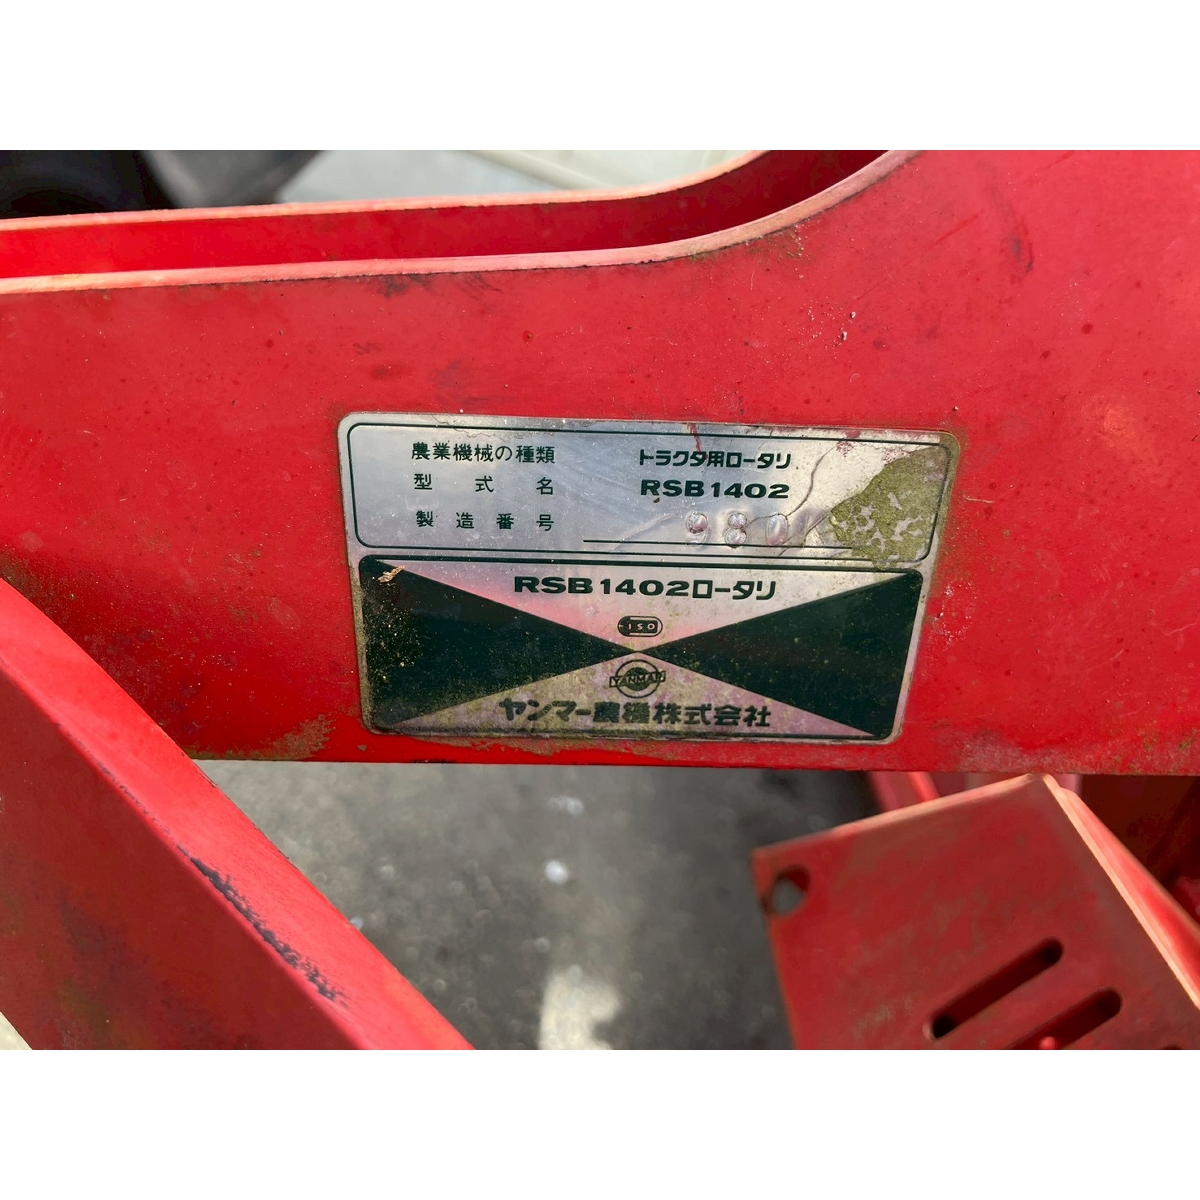 農業機械の種類 トラクタ用ロータリ
型式名 RSB1402
製造番号 980
RSB1402ロータリ
ISO
YANMAR
ヤンマー農機株式会社